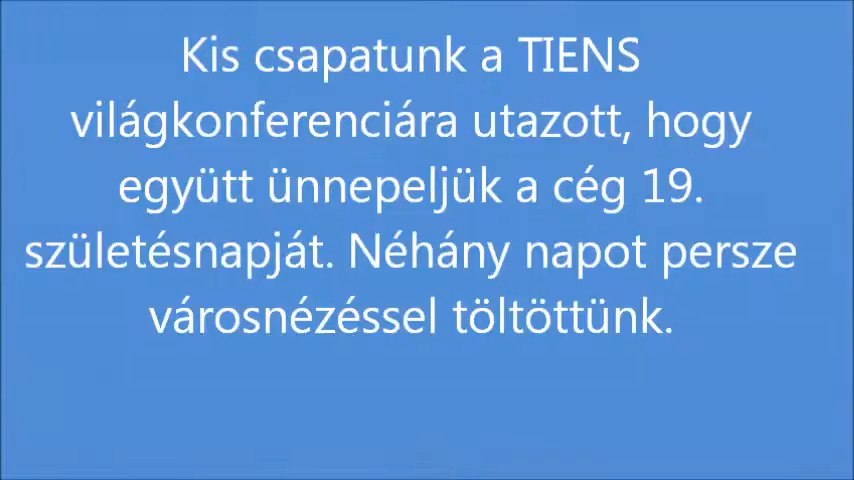 Kis csapatunk a TIENS
világkonferenciára utazott, hogy
együtt ünnepeljük a cég 19.
születésnapját. Néhány napot persze
városnézéssel töltöttünk.